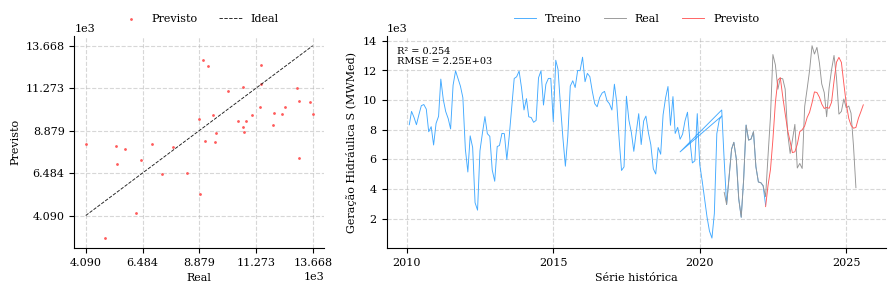 Previsto Ideal
1e3
13.668
11.273
8.879
6.484
4.090
Previsto
4.090 6.484 8.879 11.273 13.668
1e3
Real
Treino Real Previsto
1e3
R² = 0.254
RMSE = 2.25E+03
14
12
10
8
6
4
2
Geração Hidráulica S (MWMed)
2010 2015 2020 2025
Série histórica